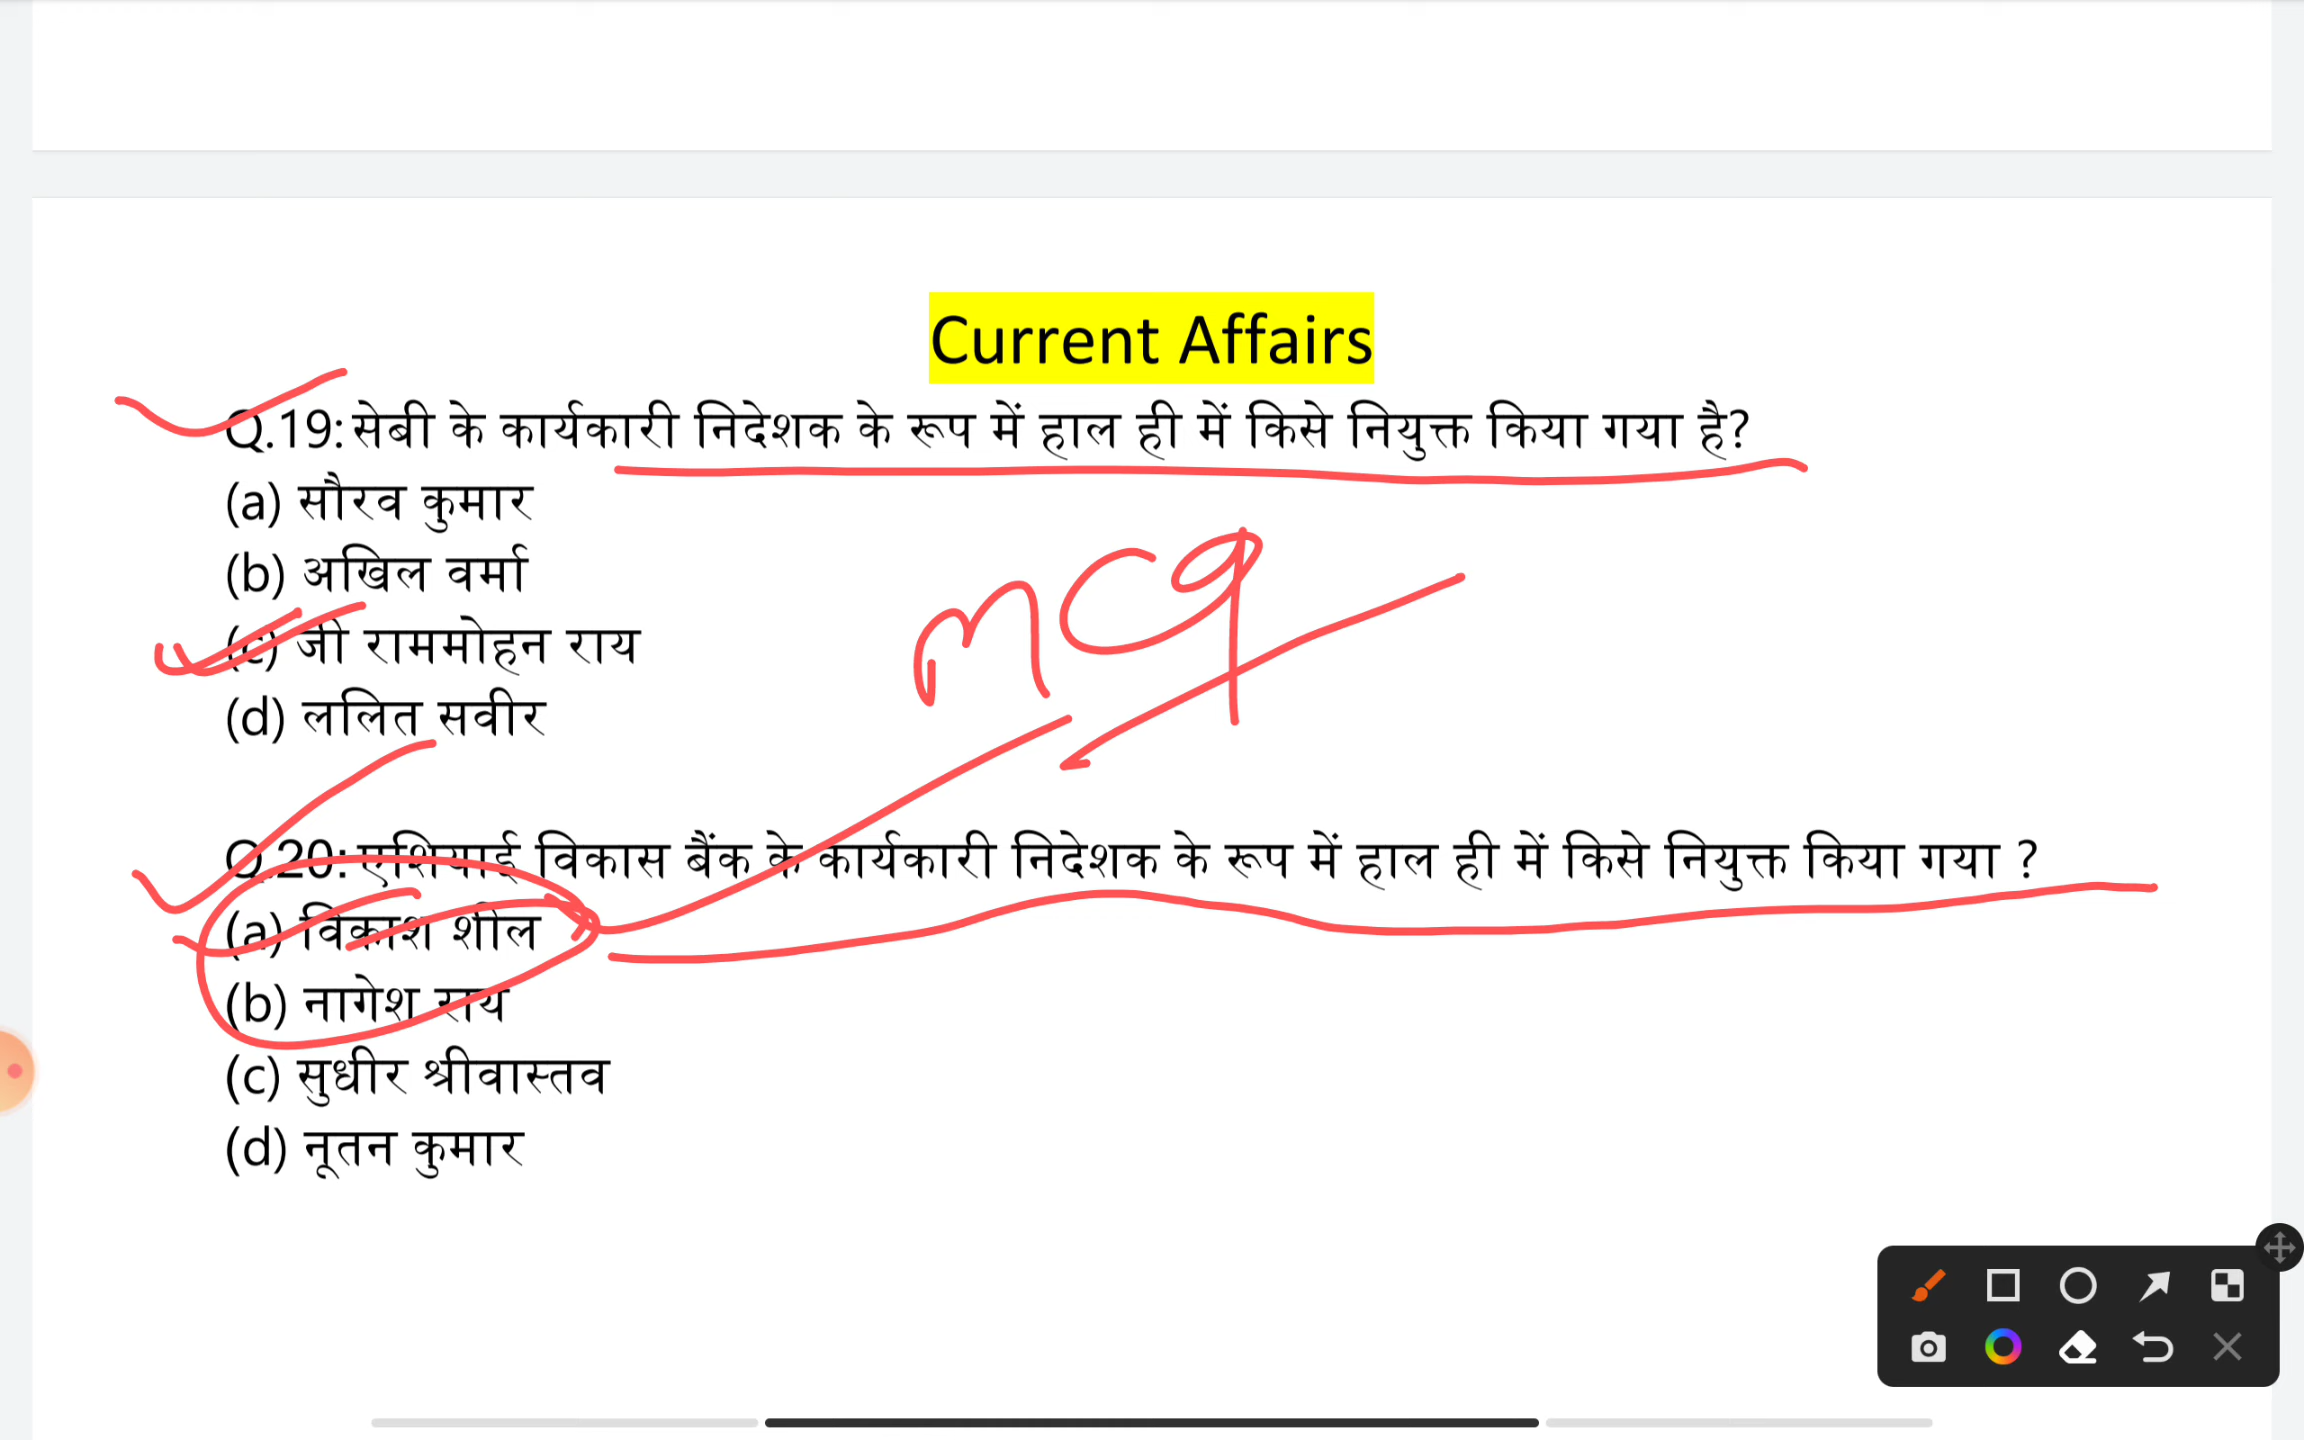 Current Affairs
Q.19: सेबी के कार्यकारी निदेशक के रूप में हाल ही में किसे नियुक्त किया गया है?
(a) सौरव कुमार
(b) अखिल वर्मा
(c) जी राममोहन राय
(d) ललित सवीर
mcq
Q.20: एशियाई विकास बैंक के कार्यकारी निदेशक के रूप में हाल ही में किसे नियुक्त किया गया ?
(a) विकाश शील
(b) नागेश राय
(c) सुधीर श्रीवास्तव
(d) नूतन कुमार